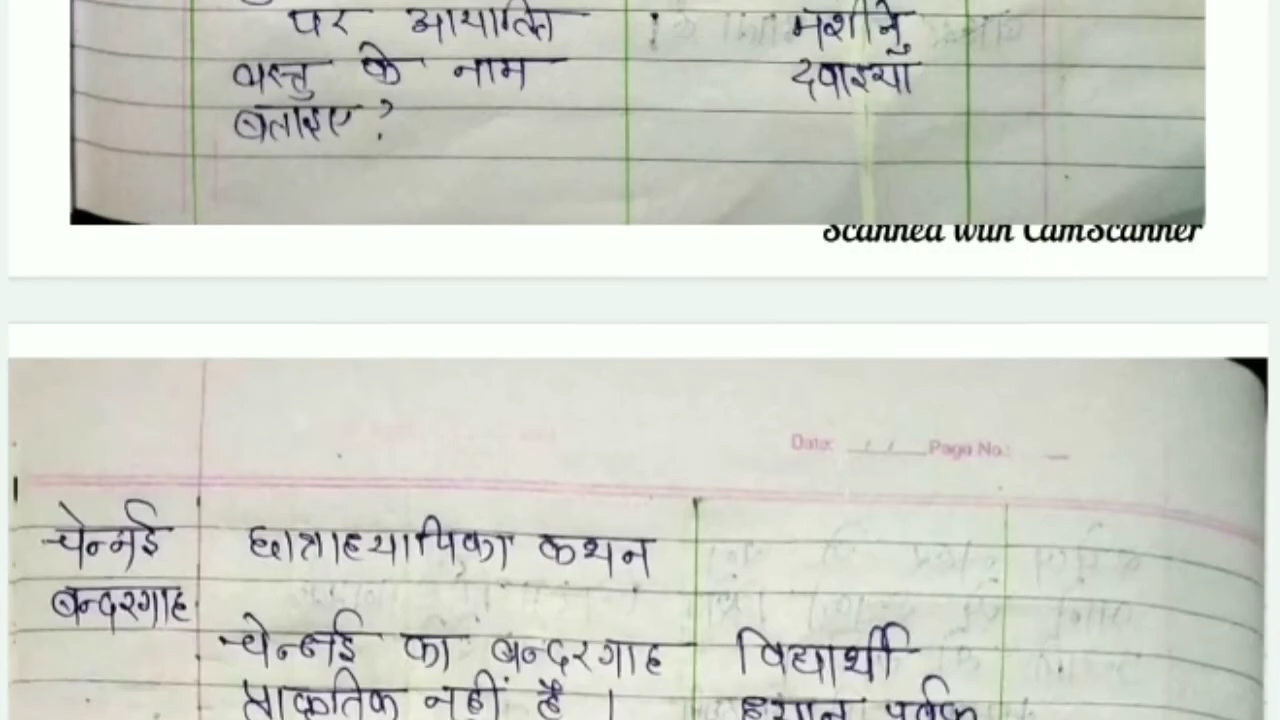 पर आयातित : मशीने
वस्तु के नाम दवाइयाँ
बताइए?
Scanned with CamScanner
Date: / / Page No.:
चेन्नई छात्राध्यापिका कथन
बन्दरगाह
चेन्नई का बन्दरगाह विद्यार्थी
प्राकृतिक नहीं है । ध्यान पूर्वक